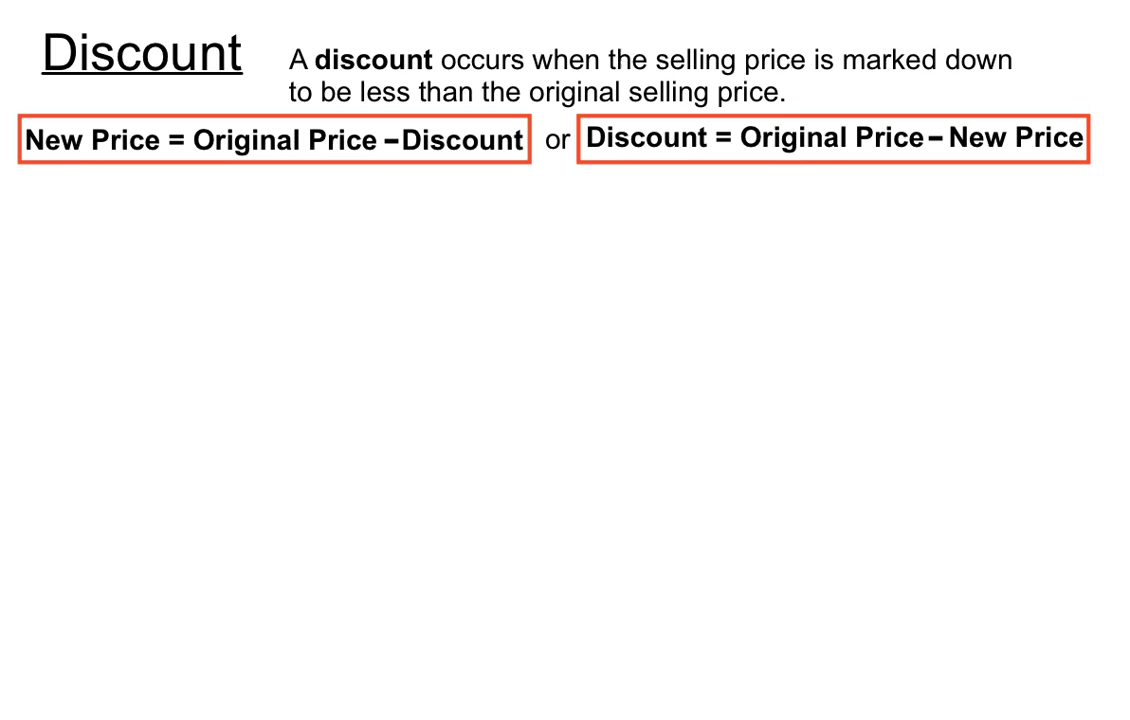 Discount
A discount occurs when the selling price is marked down
to be less than the original selling price.
New Price = Original Price – Discount or Discount = Original Price – New Price